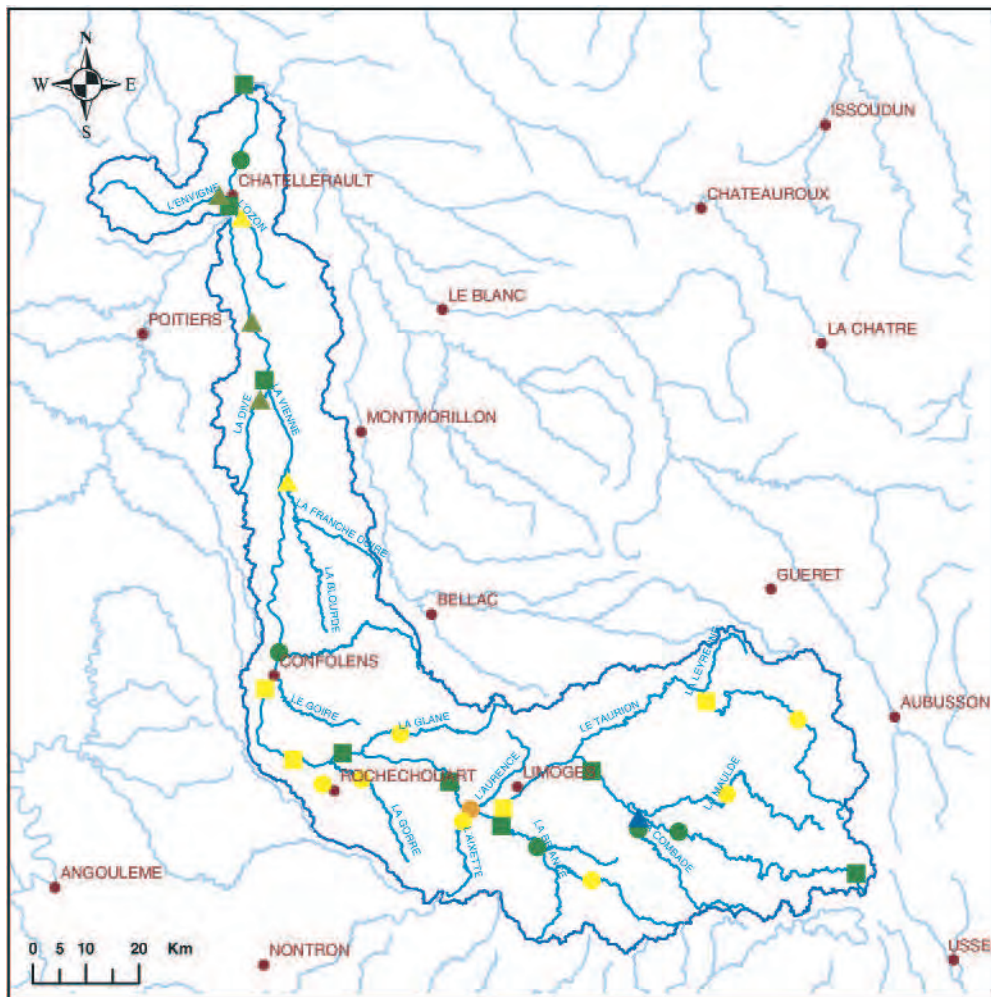 N
W E
S
ISSOUDUN
CHATELLERAULT
L'ENVIGNE
L'OZON
CHATEAUROUX
LE BLANC
POITIERS
LA CHATRE
LA VIENNE
LA DIVE
MONTMORILLON
LA FRANCHE DOIRE
LA BLOURDE
GUERET
BELLAC
CONFOLENS
LA LEYRENNE
LE GOIRE
AUBUSSON
LA GLANE
LE TAURION
ROCHECHOUART
L'AURENCE
LIMOGES
LA MAULDE
LA GORRE
L'AIXETTE
LA BRIANCE
COMBADE
ANGOULEME
0 5 10 20 Km
NONTRON
USSE